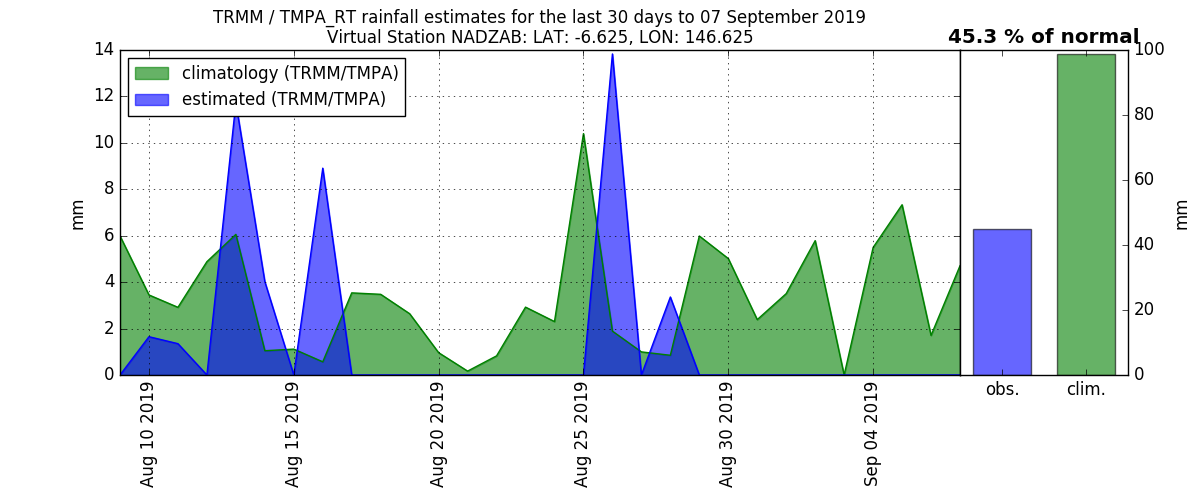 TRMM / TMPA_RT rainfall estimates for the last 30 days to 07 September 2019
Virtual Station NADZAB: LAT: -6.625, LON: 146.625
45.3 % of normal
climatology (TRMM/TMPA)
estimated (TRMM/TMPA)
14
12
10
8
6
4
2
0
mm
Aug 10 2019
Aug 15 2019
Aug 20 2019
Aug 25 2019
Aug 30 2019
Sep 04 2019
100
80
60
40
20
0
mm
obs.
clim.